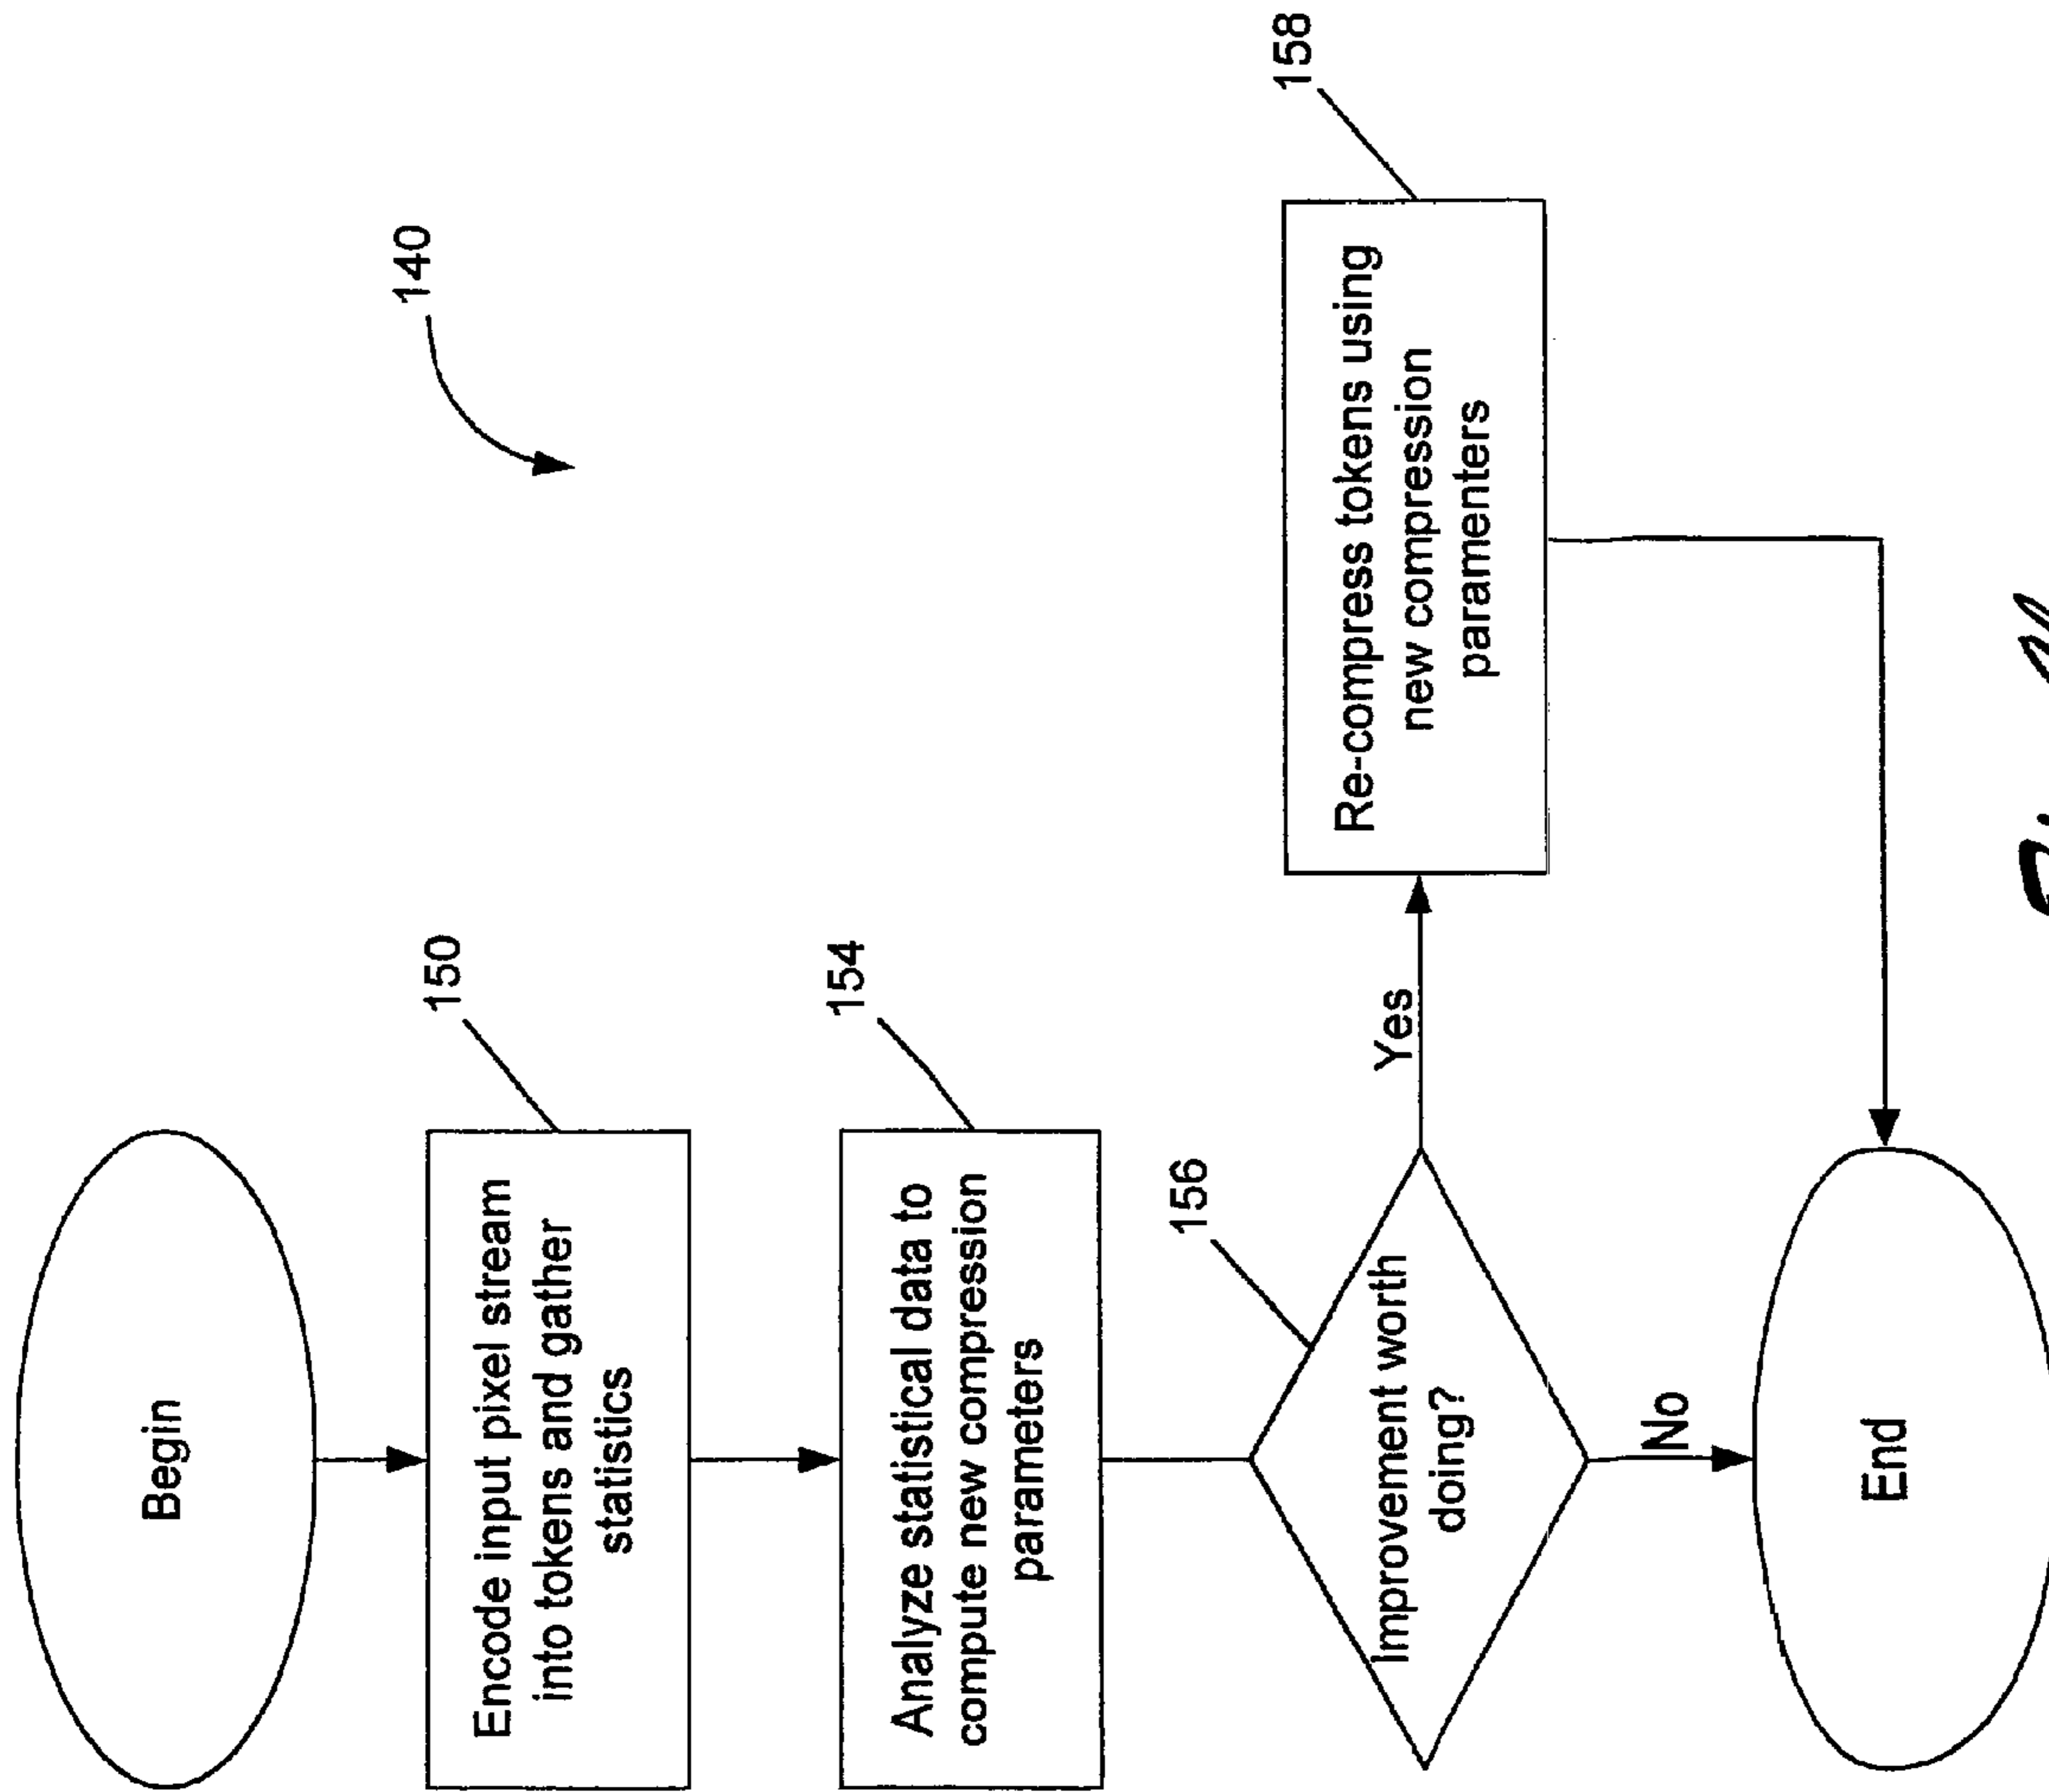 140
Begin
150
Encode input pixel stream
into tokens and gather
statistics
154
Analyze statistical data to
compute new compression
parameters
156
Improvement worth
doing?
Yes
158
Re-compress tokens using
new compression
paramenters
No
End